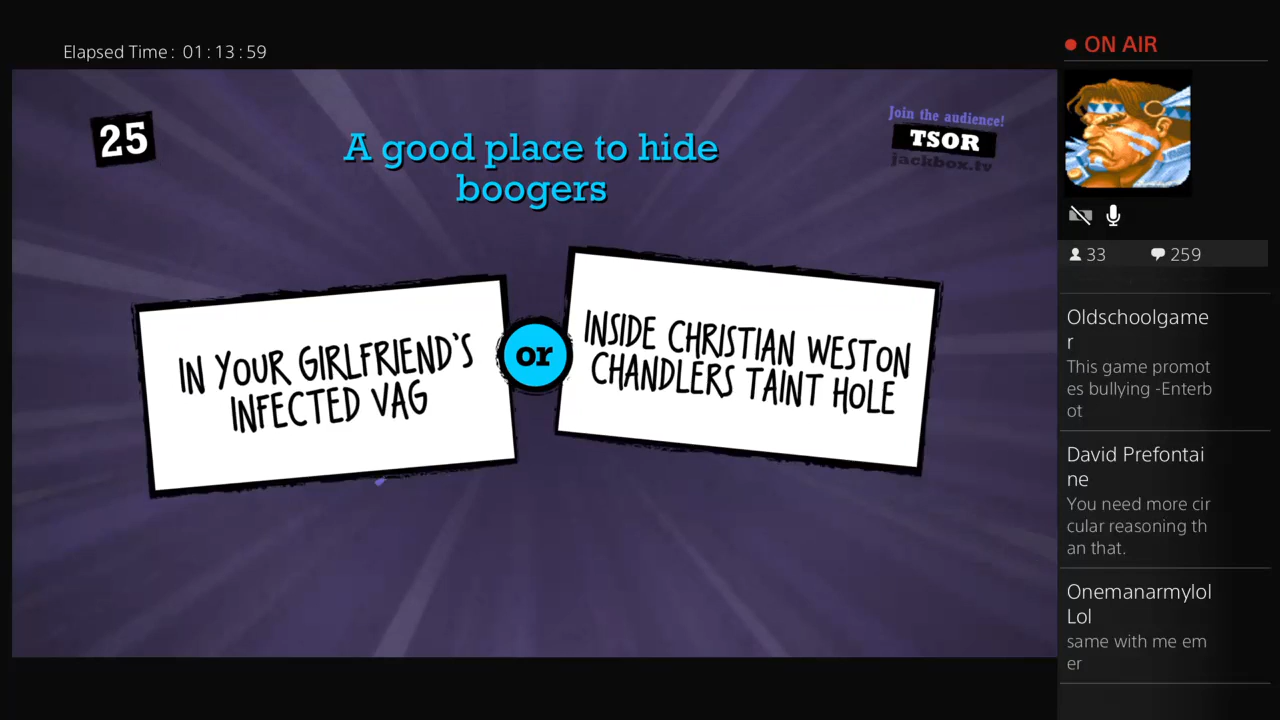 Elapsed Time: 01:13:59
ON AIR
25
A good place to hide
boogers
Join the audience!
TSOR
jackbox.tv
IN YOUR GIRLFRIEND'S
INFECTED VAG
or
INSIDE CHRISTIAN WESTON
CHANDLERS TAINT HOLE
33
259
Oldschoolgame
r
This game promot
es bullying -Enterb
ot
David Prefontai
ne
You need more cir
cular reasoning th
an that.
Onemanarmylol
Lol
same with me em
er